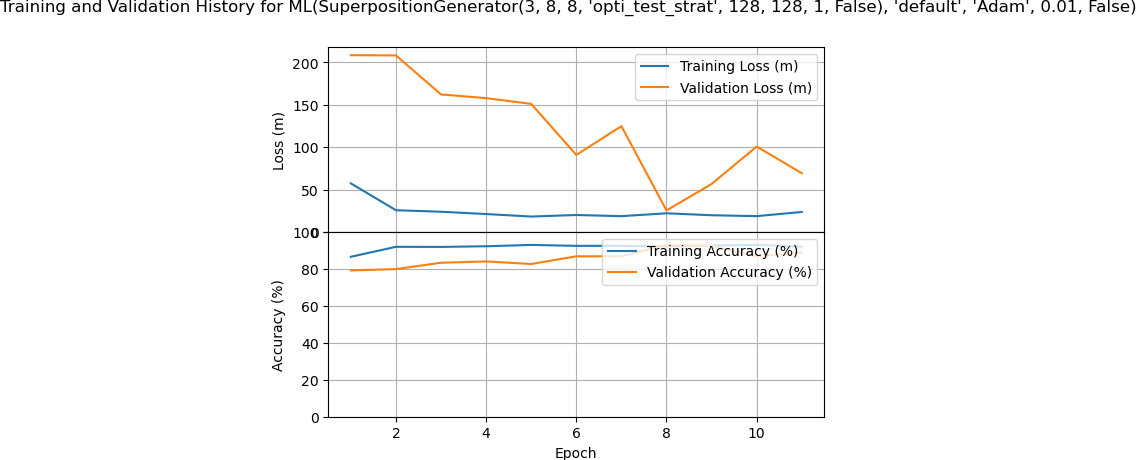 Training and Validation History for ML(SuperpositionGenerator(3, 8, 8, 'opti_test_strat', 128, 128, 1, False), 'default', 'Adam', 0.01, False)
200
150
100
50
0
Loss (m)
Training Loss (m)
Validation Loss (m)
100
80
60
40
20
0
Accuracy (%)
Training Accuracy (%)
Validation Accuracy (%)
2 4 6 8 10
Epoch